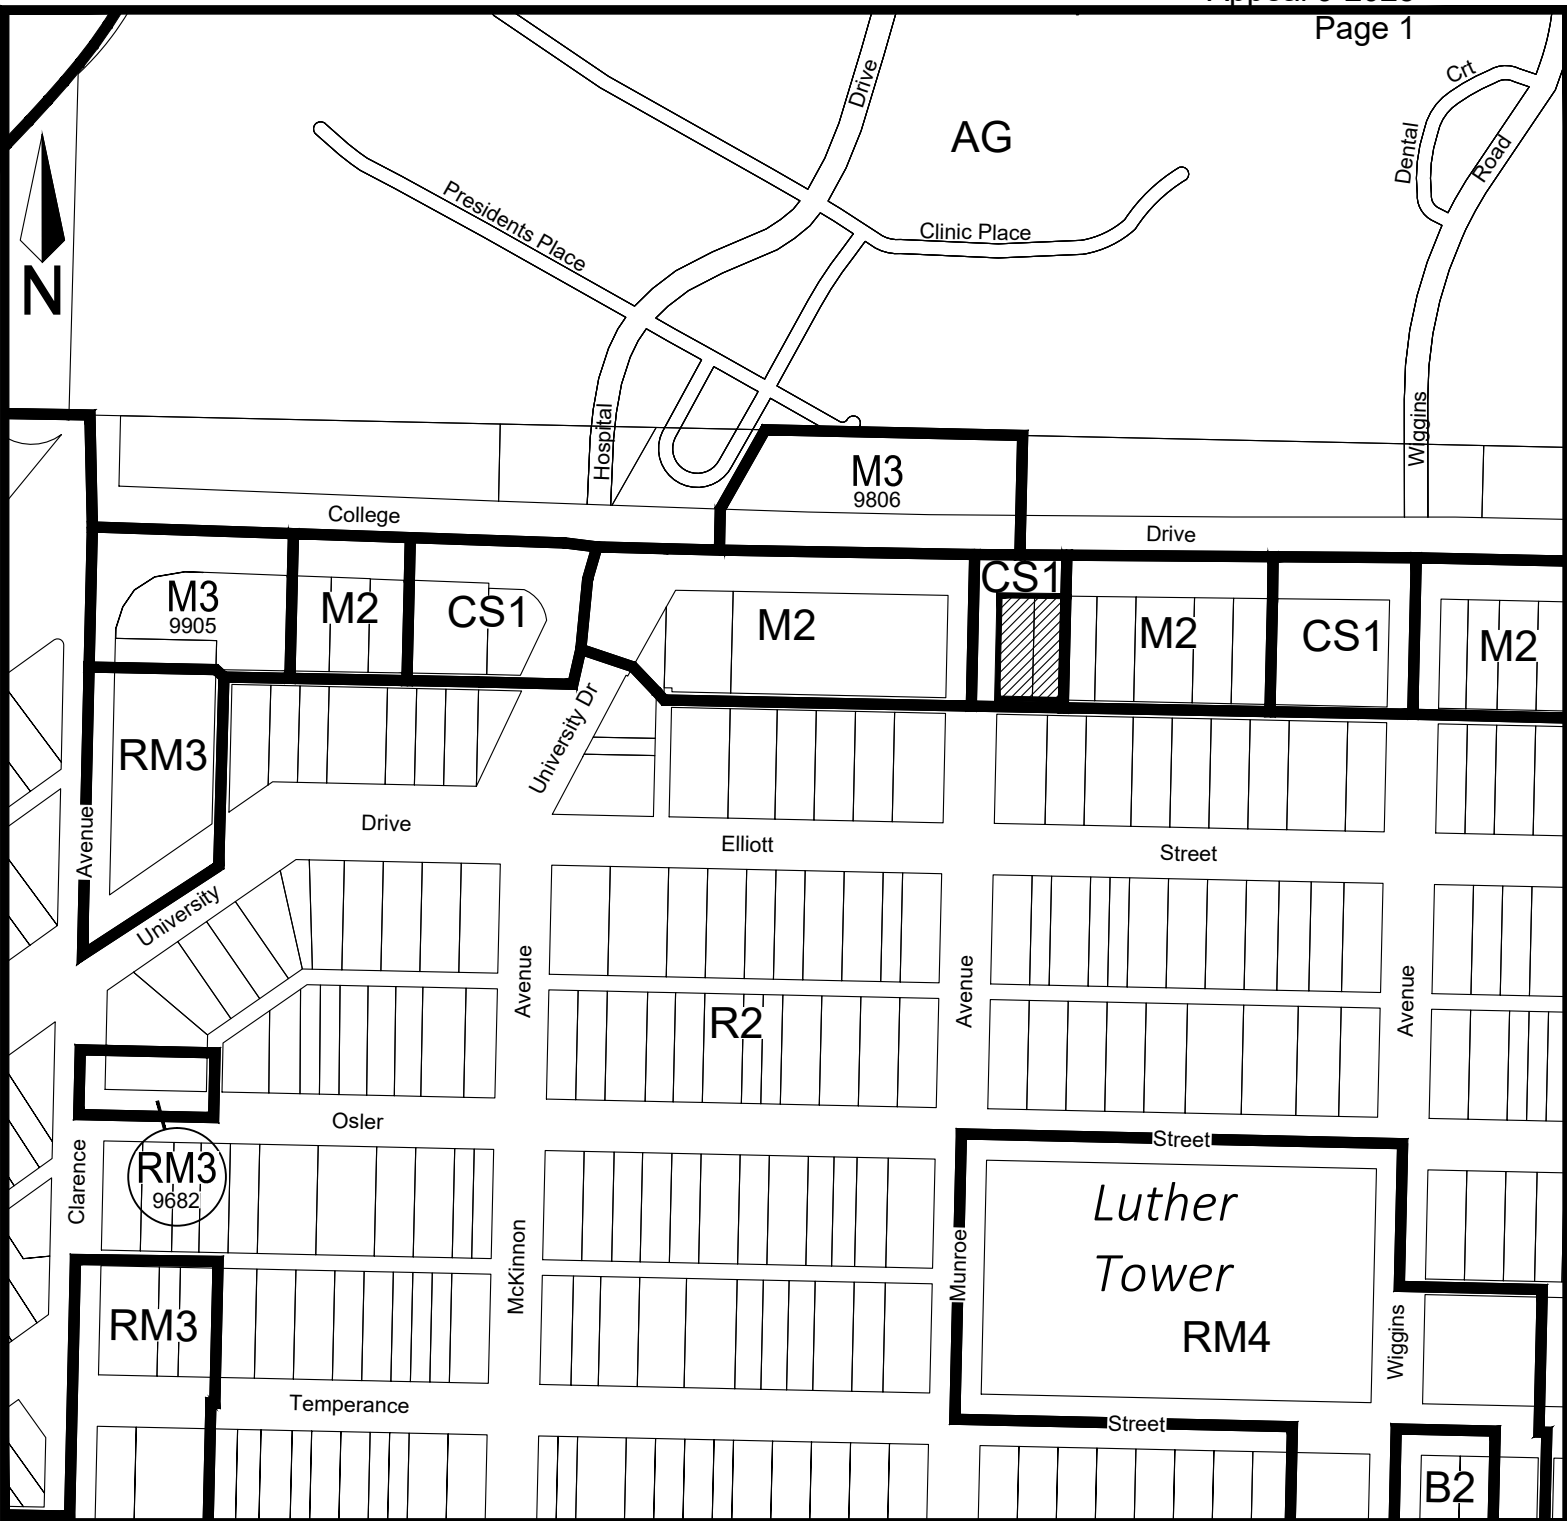 Page 1
Drive
Crt
AG
Dental
Road
Presidents Place
Clinic Place
N
Hospital
Wiggins
M3
9806
College
Drive
CS1
M3
9905
M2
CS1
M2
M2
CS1
M2
RM3
University Dr
Avenue
Drive
Elliott
Street
University
Avenue
Avenue
Avenue
R2
Osler
Street
Clarence
RM3
9682
McKinnon
Munroe
Luther
Tower
RM4
RM3
Wiggins
Temperance
Street
B2